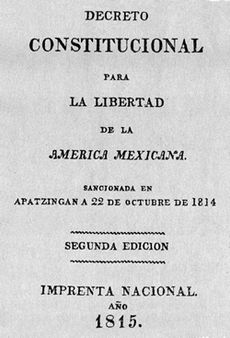 DECRETO
CONSTITUCIONAL
PARA
LA LIBERTAD
DE LA
AMERICA MEXICANA.
SANCIONADA EN
APATZINGAN A 22 DE OCTUBRE DE 1814
SEGUNDA EDICION
IMPRENTA NACIONAL.
AÑO
1815.